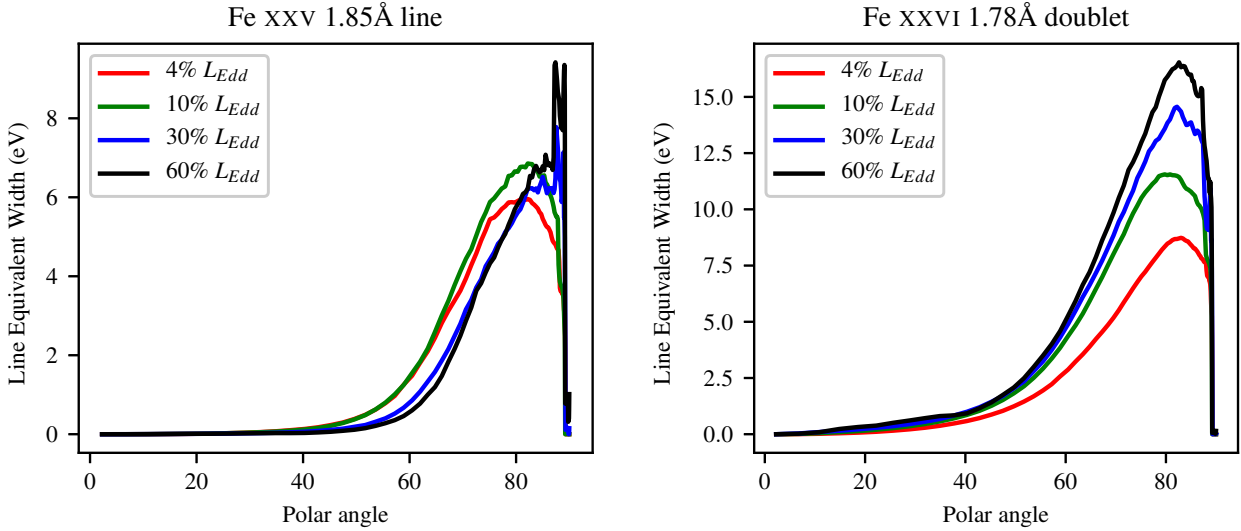 Fe XXV 1.85Å line
Line Equivalent Width (eV)
8
6
4
2
0
4% L_Edd
10% L_Edd
30% L_Edd
60% L_Edd
0 20 40 60 80
Polar angle
Fe XXVI 1.78Å doublet
Line Equivalent Width (eV)
15.0
12.5
10.0
7.5
5.0
2.5
0.0
4% L_Edd
10% L_Edd
30% L_Edd
60% L_Edd
0 20 40 60 80
Polar angle